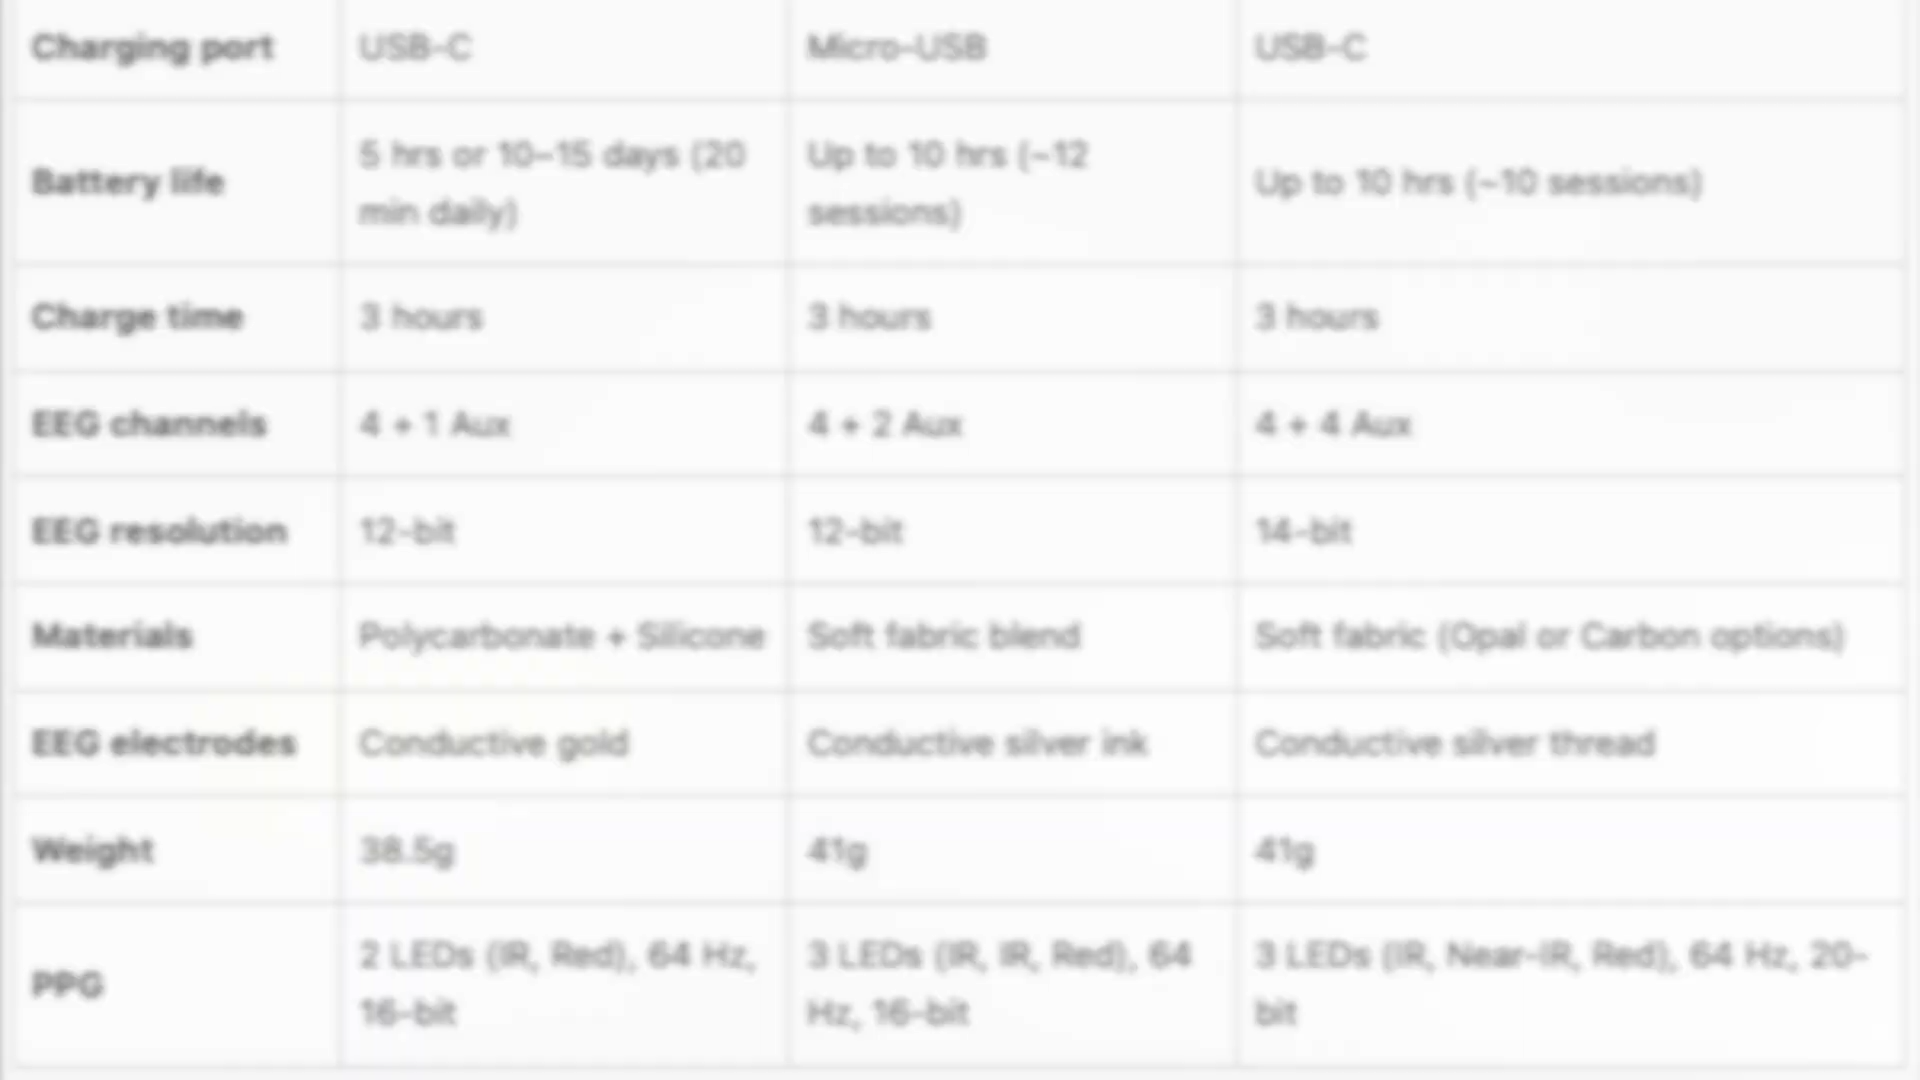 Charging port USB-C Micro-USB USB-C
Battery life 5 hrs or 10–15 days (20 min daily) Up to 10 hrs (~12 sessions) Up to 10 hrs (~10 sessions)
Charge time 3 hours 3 hours 3 hours
EEG channels 4 + 1 Aux 4 + 2 Aux 4 + 4 Aux
EEG resolution 12-bit 12-bit 14-bit
Materials Polycarbonate + Silicone Soft fabric blend Soft fabric (Opal or Carbon options)
EEG electrodes Conductive gold Conductive silver ink Conductive silver thread
Weight 38.5g 41g 41g
PPG 2 LEDs (IR, Red), 64 Hz, 16-bit 3 LEDs (IR, IR, Red), 64 Hz, 16-bit 3 LEDs (IR, Near-IR, Red), 64 Hz, 20-bit